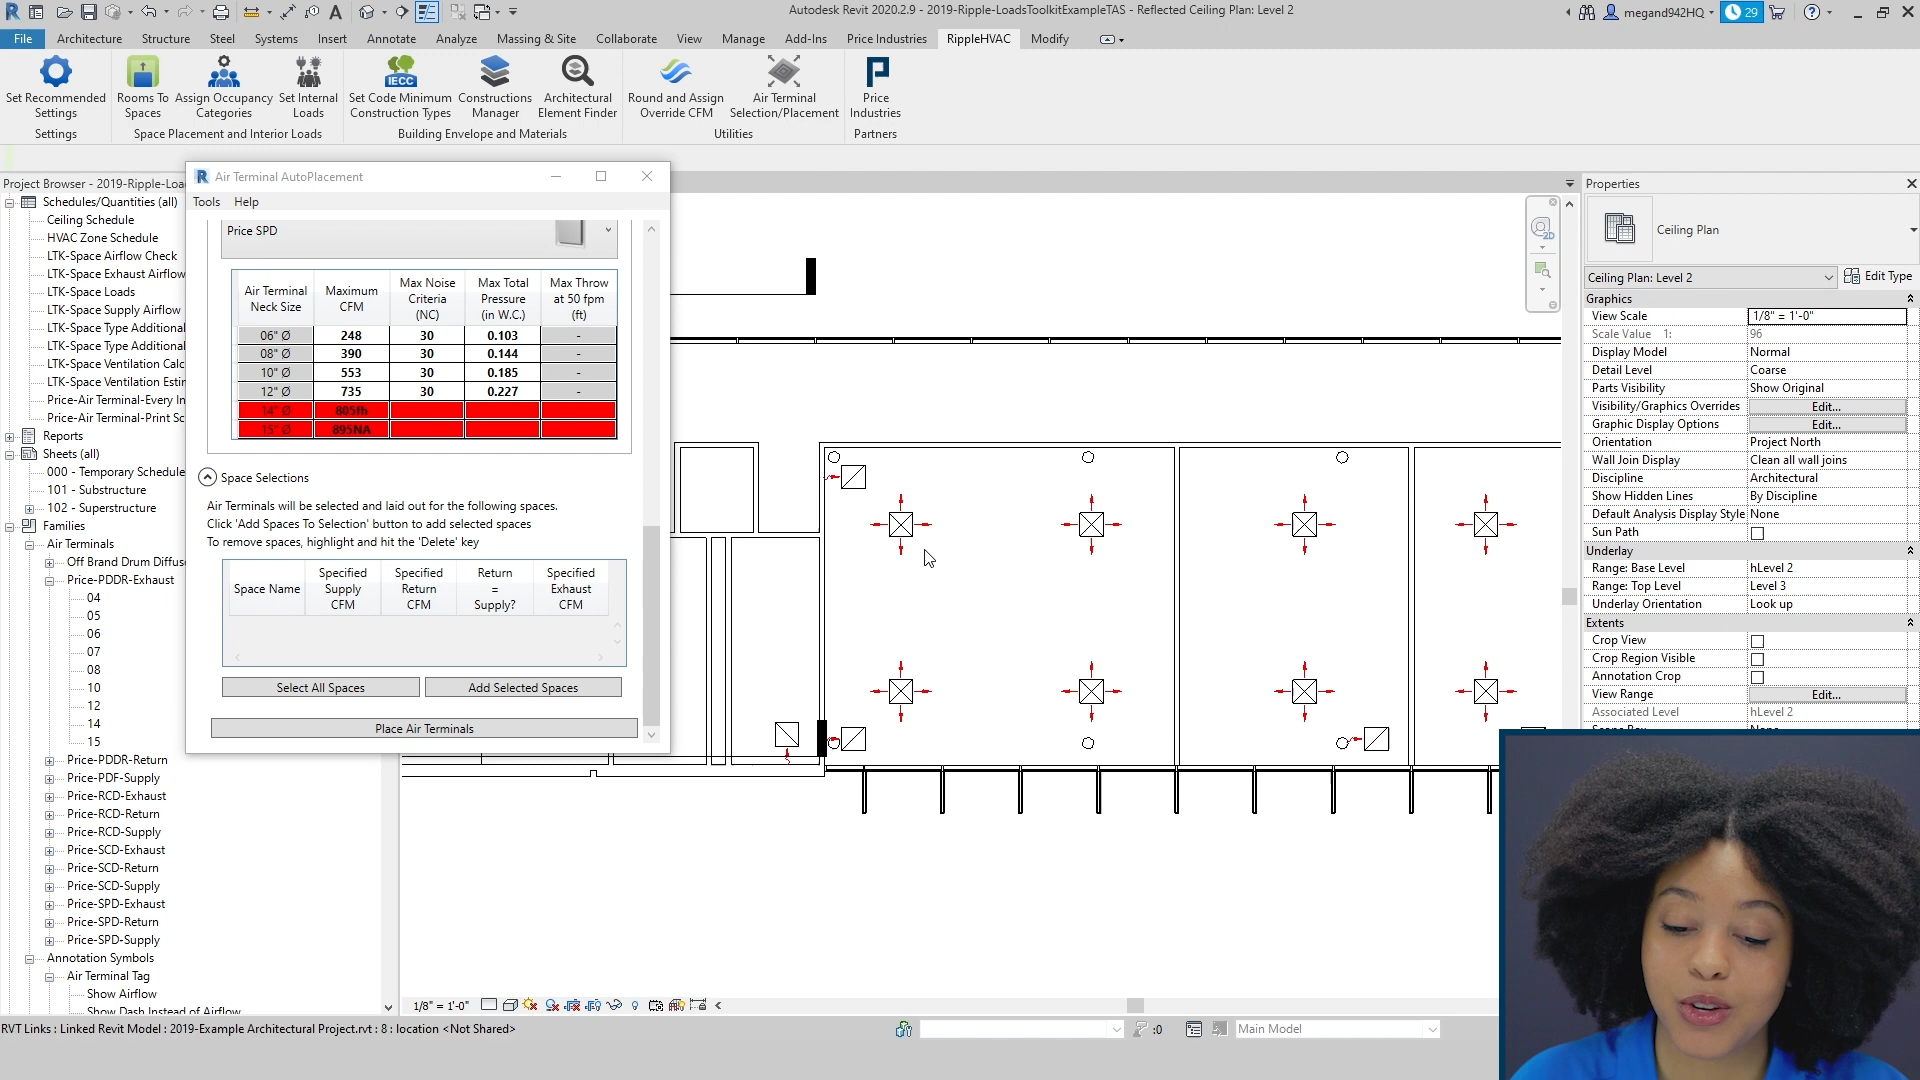 Autodesk Revit 2020.2.9 - 2019-Ripple-LoadsToolkitExampleTAS - Reflected Ceiling Plan: Level 2
megand942HQ
29
File Architecture Structure Steel Systems Insert Annotate Analyze Massing & Site Collaborate View Manage Add-Ins Price Industries RippleHVAC Modify
Set Recommended Settings
Rooms To Spaces
Assign Occupancy Categories
Set Internal Loads
IECC
Set Code Minimum Construction Types
Constructions Manager
Architectural Element Finder
Round and Assign Override CFM
Air Terminal Selection/Placement
Price Industries
Settings
Space Placement and Interior Loads
Building Envelope and Materials
Utilities
Partners
Project Browser - 2019-Ripple-Loa
Schedules/Quantities (all)
Ceiling Schedule
HVAC Zone Schedule
LTK-Space Airflow Check
LTK-Space Exhaust Airflow
LTK-Space Loads
LTK-Space Supply Airflow
LTK-Space Type Additional
LTK-Space Type Additional
LTK-Space Ventilation Calc
LTK-Space Ventilation Estir
Price-Air Terminal-Every In
Price-Air Terminal-Print Sc
Reports
Sheets (all)
000 - Temporary Schedule
101 - Substructure
102 - Superstructure
Families
Air Terminals
Off Brand Drum Diffuse
Price-PDDR-Exhaust
04
05
06
07
08
10
12
14
15
Price-PDDR-Return
Price-PDF-Supply
Price-RCD-Exhaust
Price-RCD-Return
Price-RCD-Supply
Price-SCD-Exhaust
Price-SCD-Return
Price-SCD-Supply
Price-SPD-Exhaust
Price-SPD-Return
Price-SPD-Supply
Annotation Symbols
Air Terminal Tag
Show Airflow
Show Dash Instead of Airflow
Air Terminal AutoPlacement
Tools Help
Price SPD
Air Terminal Neck Size
Maximum CFM
Max Noise Criteria (NC)
Max Total Pressure (in W.C.)
Max Throw at 50 fpm (ft)
06" Ø 248 30 0.103 -
08" Ø 390 30 0.144 -
10" Ø 553 30 0.185 -
12" Ø 735 30 0.227 -
14" Ø 805fh
15" Ø 895NA
Space Selections
Air Terminals will be selected and laid out for the following spaces.
Click 'Add Spaces To Selection' button to add selected spaces
To remove spaces, highlight and hit the 'Delete' key
Space Name
Specified Supply CFM
Specified Return CFM
Return = Supply?
Specified Exhaust CFM
Select All Spaces
Add Selected Spaces
Place Air Terminals
2D
Properties
Ceiling Plan
Ceiling Plan: Level 2
Edit Type
Graphics
View Scale 1/8" = 1'-0"
Scale Value 1: 96
Display Model Normal
Detail Level Coarse
Parts Visibility Show Original
Visibility/Graphics Overrides Edit...
Graphic Display Options Edit...
Orientation Project North
Wall Join Display Clean all wall joins
Discipline Architectural
Show Hidden Lines By Discipline
Default Analysis Display Style None
Sun Path
Underlay
Range: Base Level hLevel 2
Range: Top Level Level 3
Underlay Orientation Look up
Extents
Crop View
Crop Region Visible
Annotation Crop
View Range Edit...
Associated Level hLevel 2
1/8" = 1'-0"
RVT Links : Linked Revit Model : 2019-Example Architectural Project.rvt : 8 : location <Not Shared>
:0
Main Model